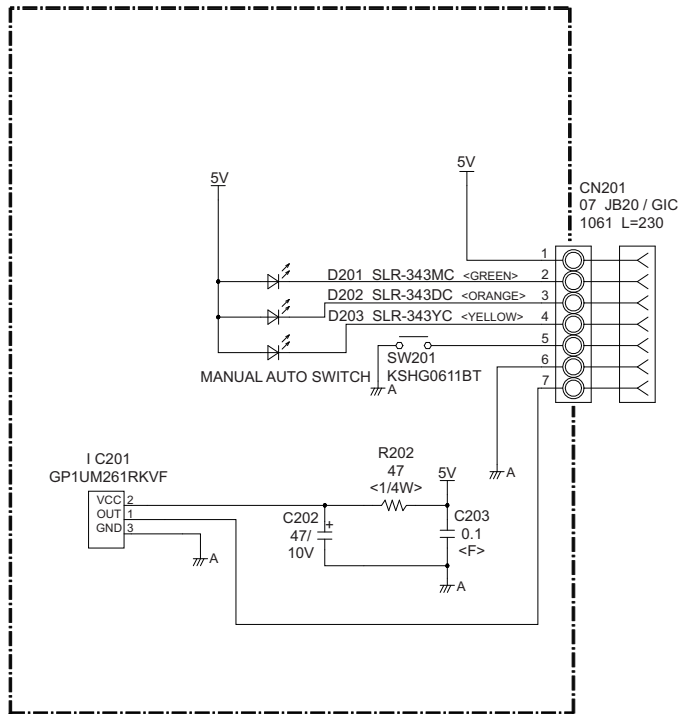 5V
5V
CN201
07 JB20 / GIC
1061 L=230
1
D201 SLR-343MC <GREEN> 2
D202 SLR-343DC <ORANGE> 3
D203 SLR-343YC <YELLOW> 4
5
SW201
KSHG0611BT
MANUAL AUTO SWITCH
A
6
7
A
I C201
GP1UM261RKVF
VCC 2
OUT 1
GND 3
A
R202
47
<1/4W>
5V
C202
47/
10V
+
C203
0.1
<F>
A